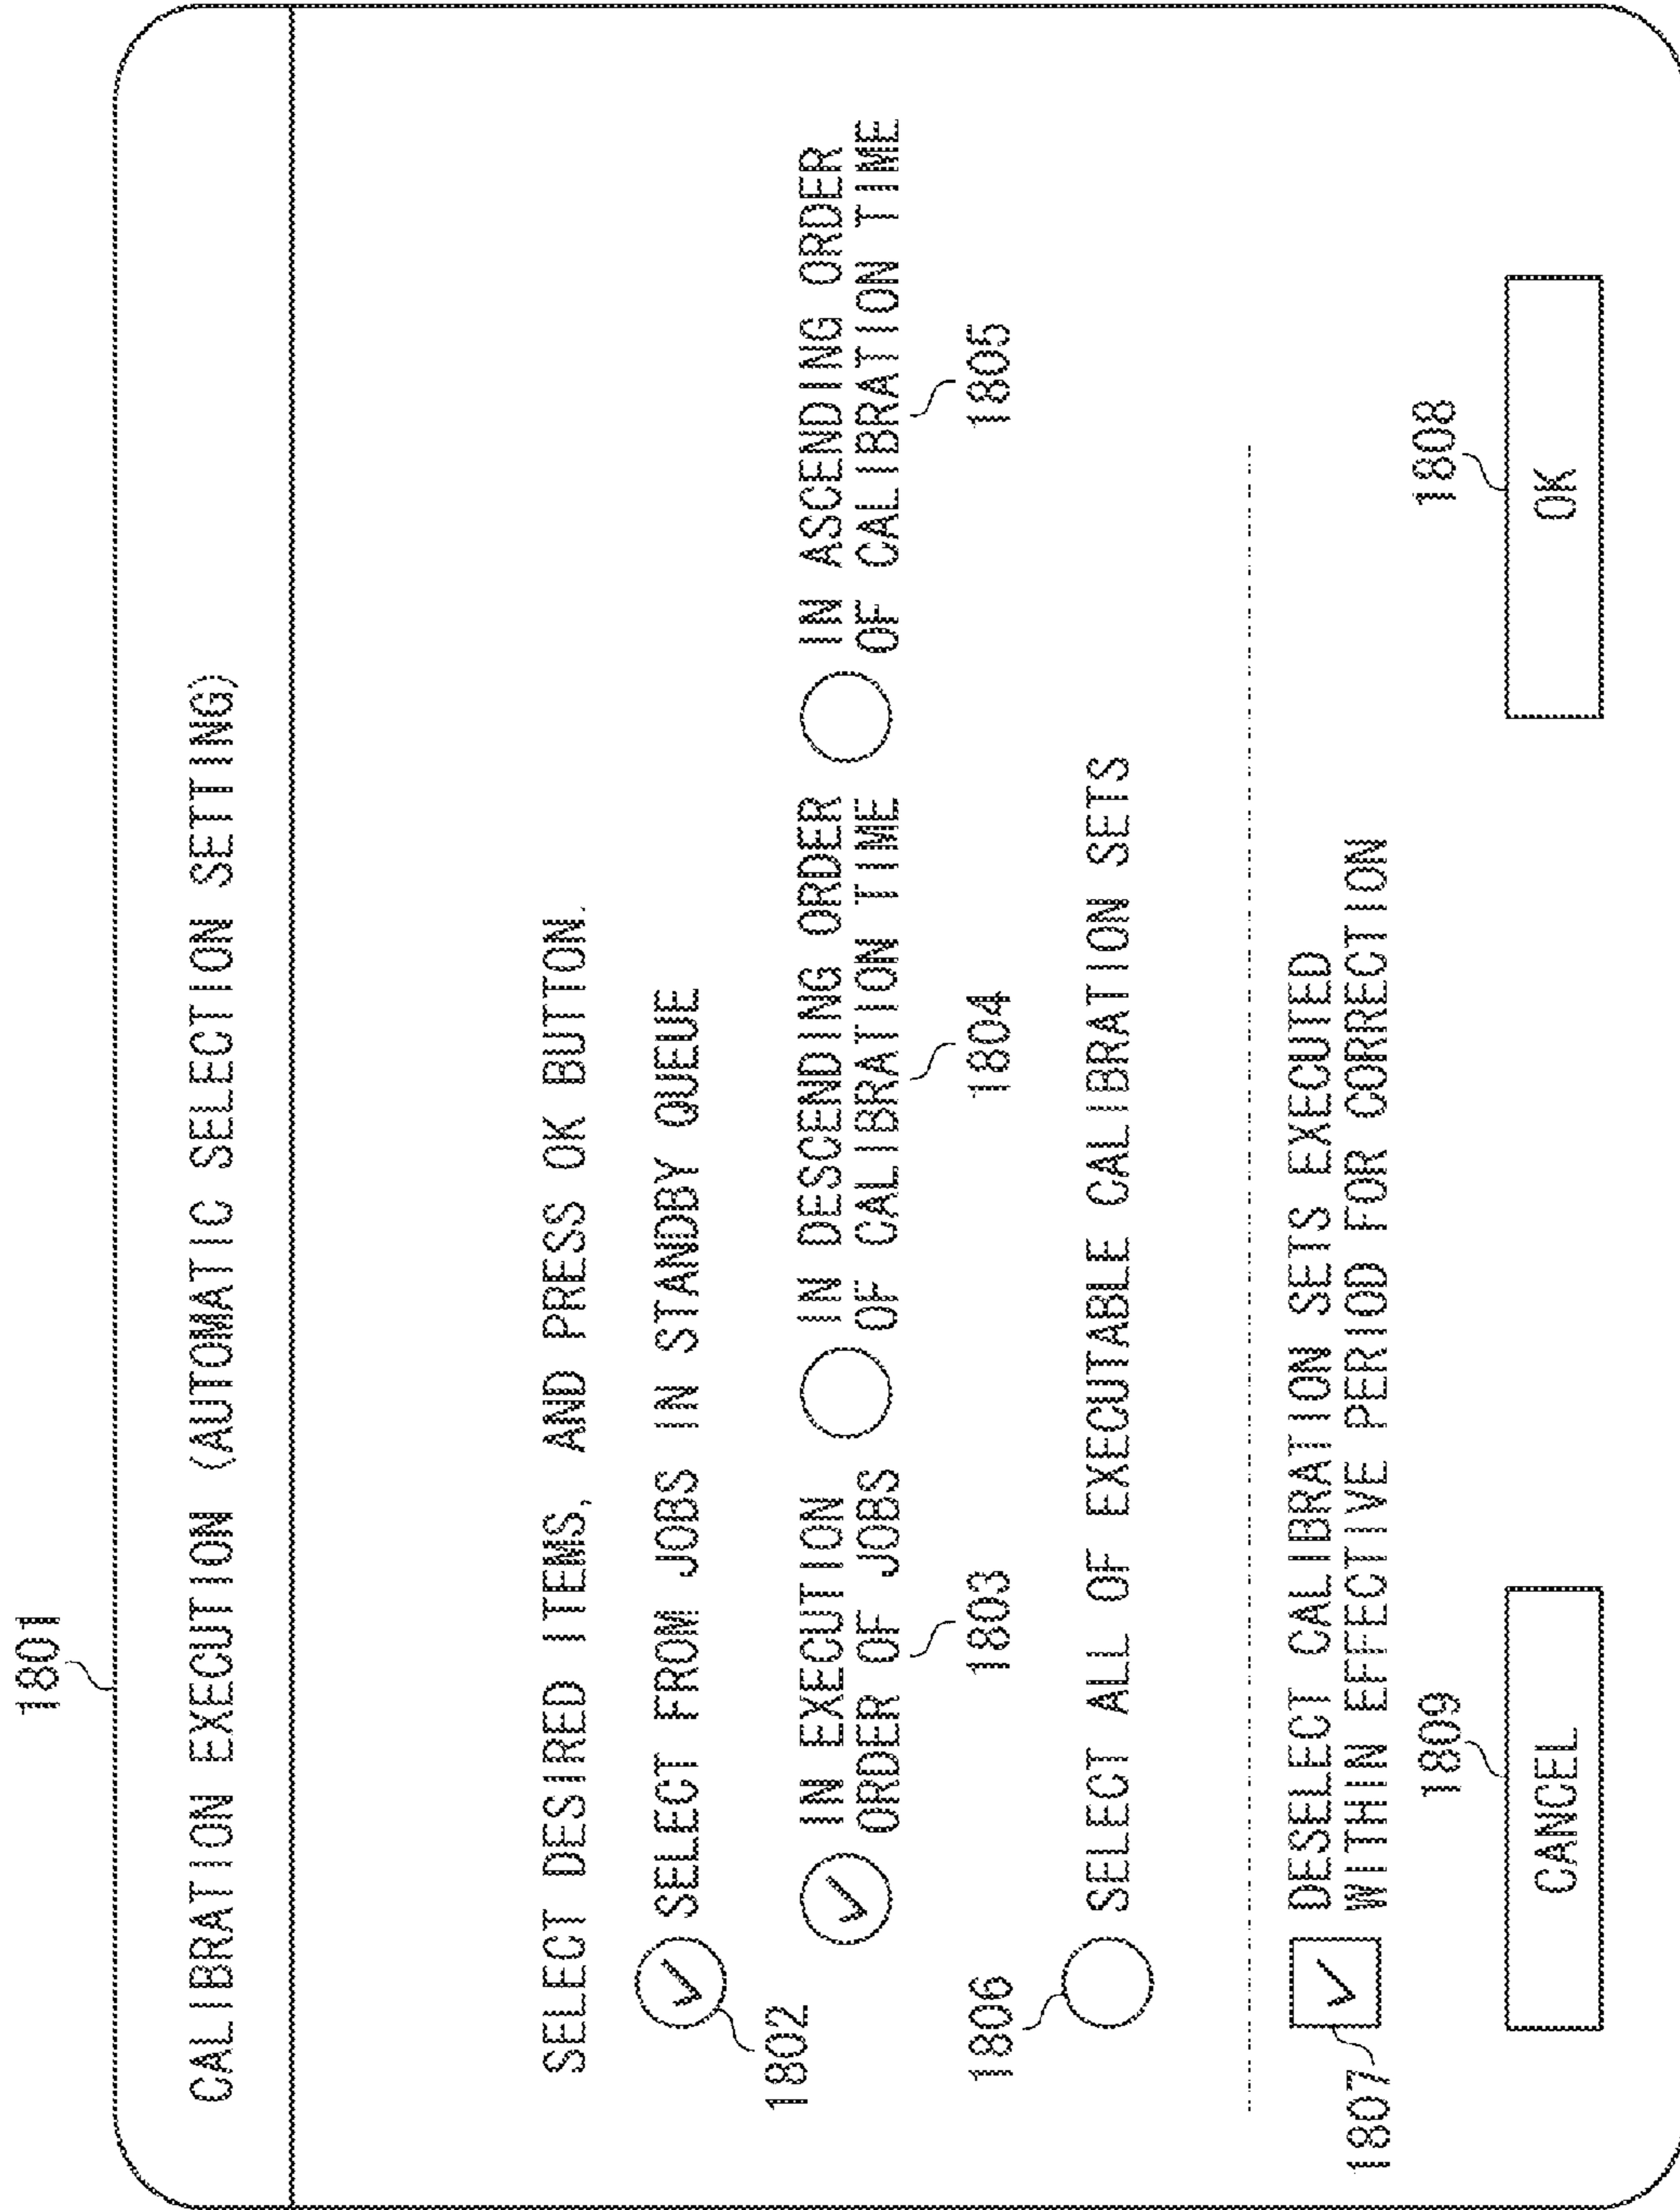 1801
CALIBRATION EXECUTION (AUTOMATIC SELECTION SETTING)
SELECT DESIRED ITEMS, AND PRESS OK BUTTON.
SELECT FROM JOBS IN STANDBY QUEUE
1802
IN EXECUTION
ORDER OF JOBS
1803
IN DESCENDING ORDER
OF CALIBRATION TIME
1804
IN ASCENDING ORDER
OF CALIBRATION TIME
1805
1806
SELECT ALL OF EXECUTABLE CALIBRATION SETS
DESELECT CALIBRATION SETS EXECUTED
WITHIN EFFECTIVE PERIOD FOR CORRECTION
1807
1809
CANCEL
1808
OK